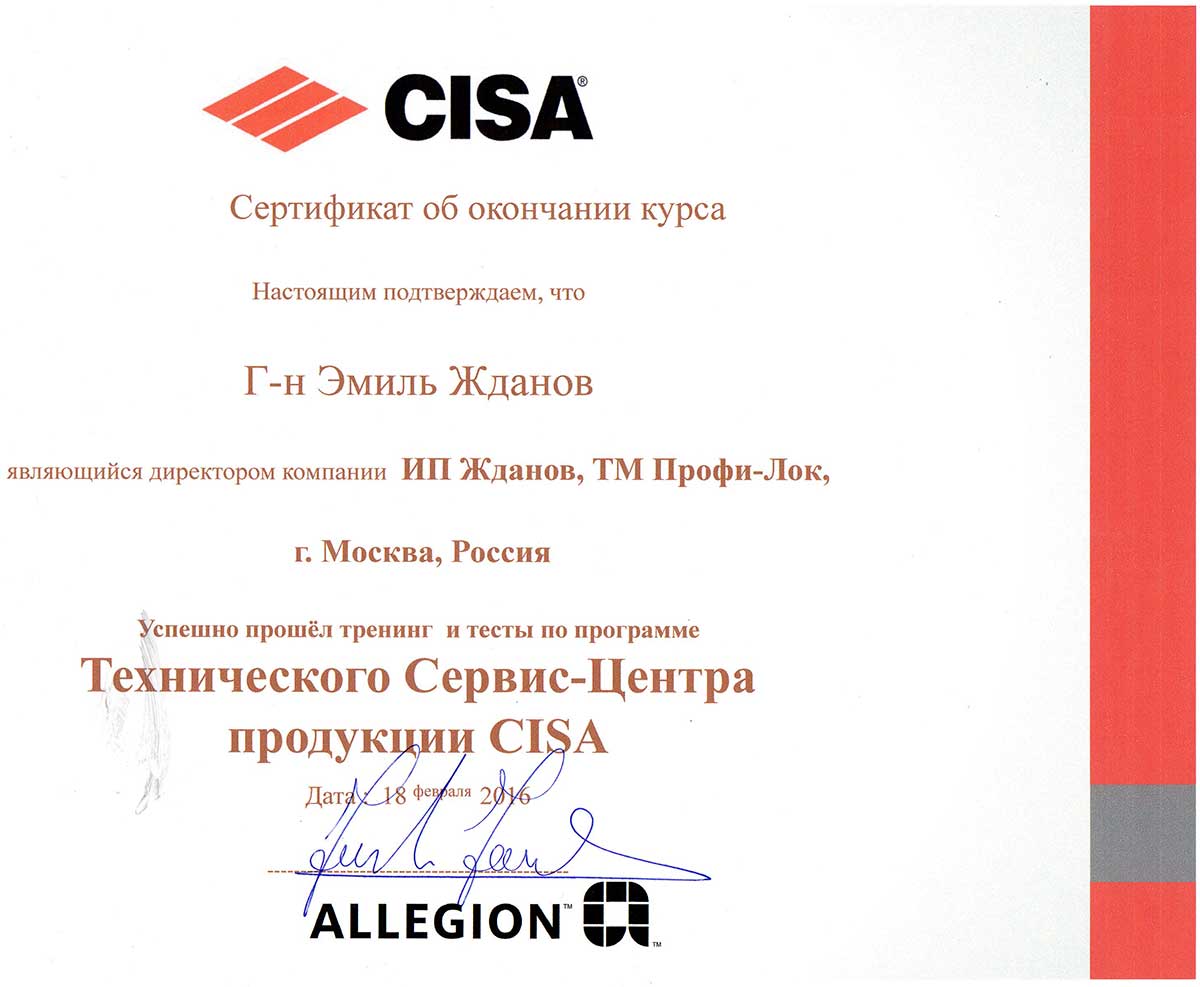 CISA®
Сертификат об окончании курса
Настоящим подтверждаем, что
Г-н Эмиль Жданов
являющийся директором компании ИП Жданов, ТМ Профи-Лок,
г. Москва, Россия
Успешно прошёл тренинг и тесты по программе
Технического Сервис-Центра
продукции CISA
Дата : 18 февраля 2016
ALLEGION™
™